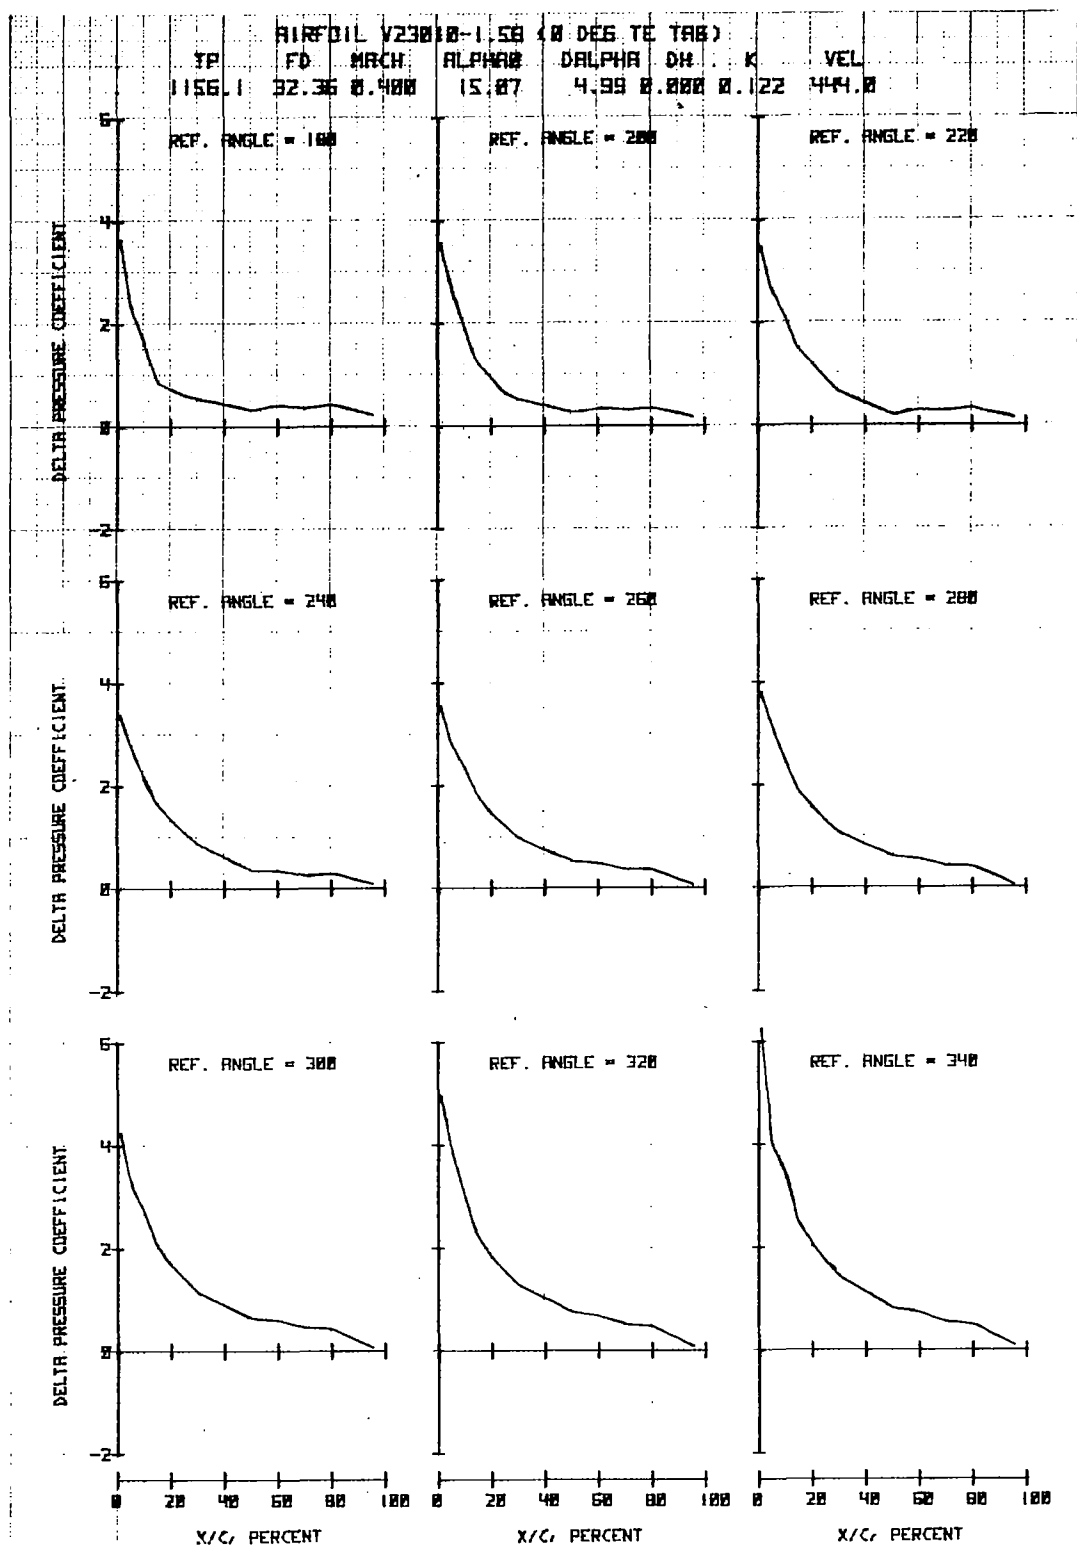 AIRFOIL V23010-1.58 (0 DEG TE TAB)
TP FD MACH ALPHA0 DALPHA DH K VEL
1156.1 32.36 0.400 15.07 4.99 0.000 0.122 444.0
REF. ANGLE = 180 REF. ANGLE = 200 REF. ANGLE = 220
DELTA PRESSURE COEFFICIENT
6
4
2
0
-2
REF. ANGLE = 240 REF. ANGLE = 260 REF. ANGLE = 280
DELTA PRESSURE COEFFICIENT
6
4
2
0
-2
REF. ANGLE = 300 REF. ANGLE = 320 REF. ANGLE = 340
DELTA PRESSURE COEFFICIENT
6
4
2
0
-2
0 20 40 60 80 100 0 20 40 60 80 100 0 20 40 60 80 100
X/C, PERCENT X/C, PERCENT X/C, PERCENT